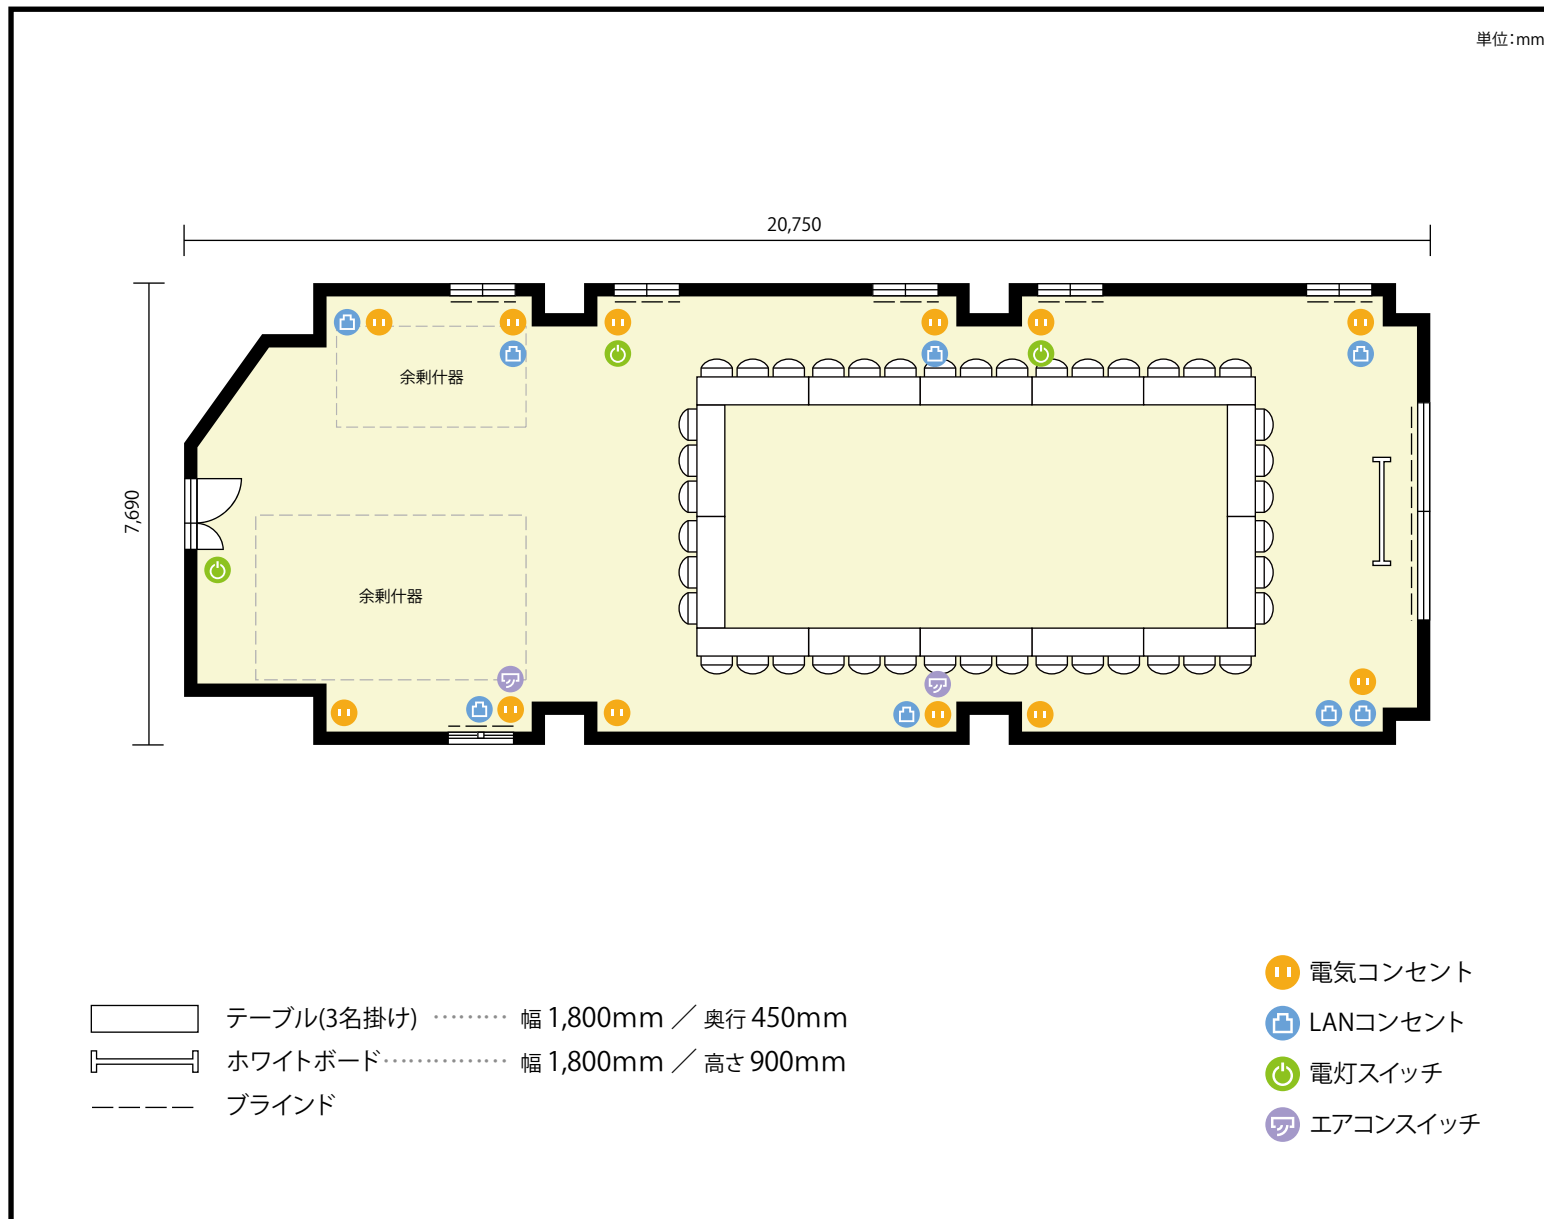 単位：mm
20,750
7,690
余剰什器
余剰什器
テーブル(3名掛け) ········· 幅 1,800mm ／ 奥行 450mm
ホワイトボード··············· 幅 1,800mm ／ 高さ 900mm
ブラインド
電気コンセント
LANコンセント
電灯スイッチ
エアコンスイッチ